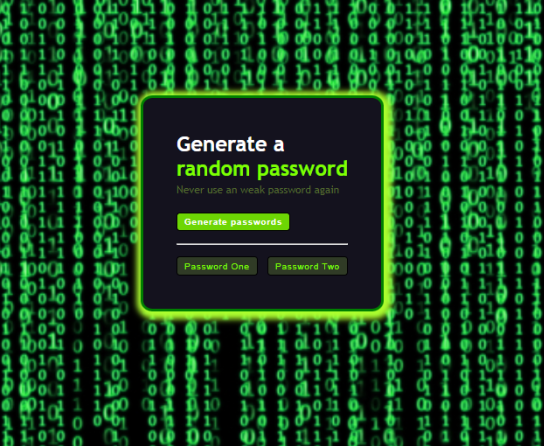 Generate a
random password
Never use an weak password again
Generate passwords
Password One
Password Two